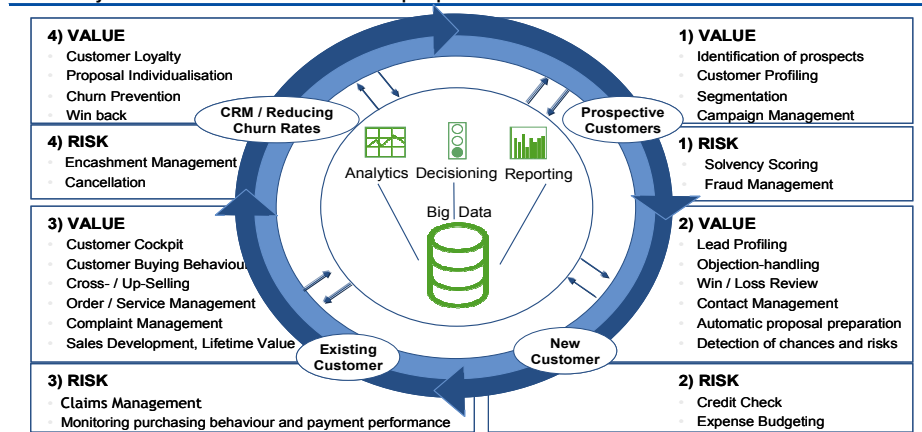 4) VALUE
Customer Loyalty
Proposal Individualisation
Churn Prevention
Win back
4) RISK
Encashment Management
Cancellation
3) VALUE
Customer Cockpit
Customer Buying Behaviour
Cross- / Up-Selling
Order / Service Management
Complaint Management
Sales Development, Lifetime Value
3) RISK
Claims Management
Monitoring purchasing behaviour and payment performance
CRM / Reducing
Churn Rates
Prospective
Customers
Analytics Decisioning Reporting
Big Data
Existing
Customer
New
Customer
1) VALUE
Identification of prospects
Customer Profiling
Segmentation
Campaign Management
1) RISK
Solvency Scoring
Fraud Management
2) VALUE
Lead Profiling
Objection-handling
Win / Loss Review
Contact Management
Automatic proposal preparation
Detection of chances and risks
2) RISK
Credit Check
Expense Budgeting